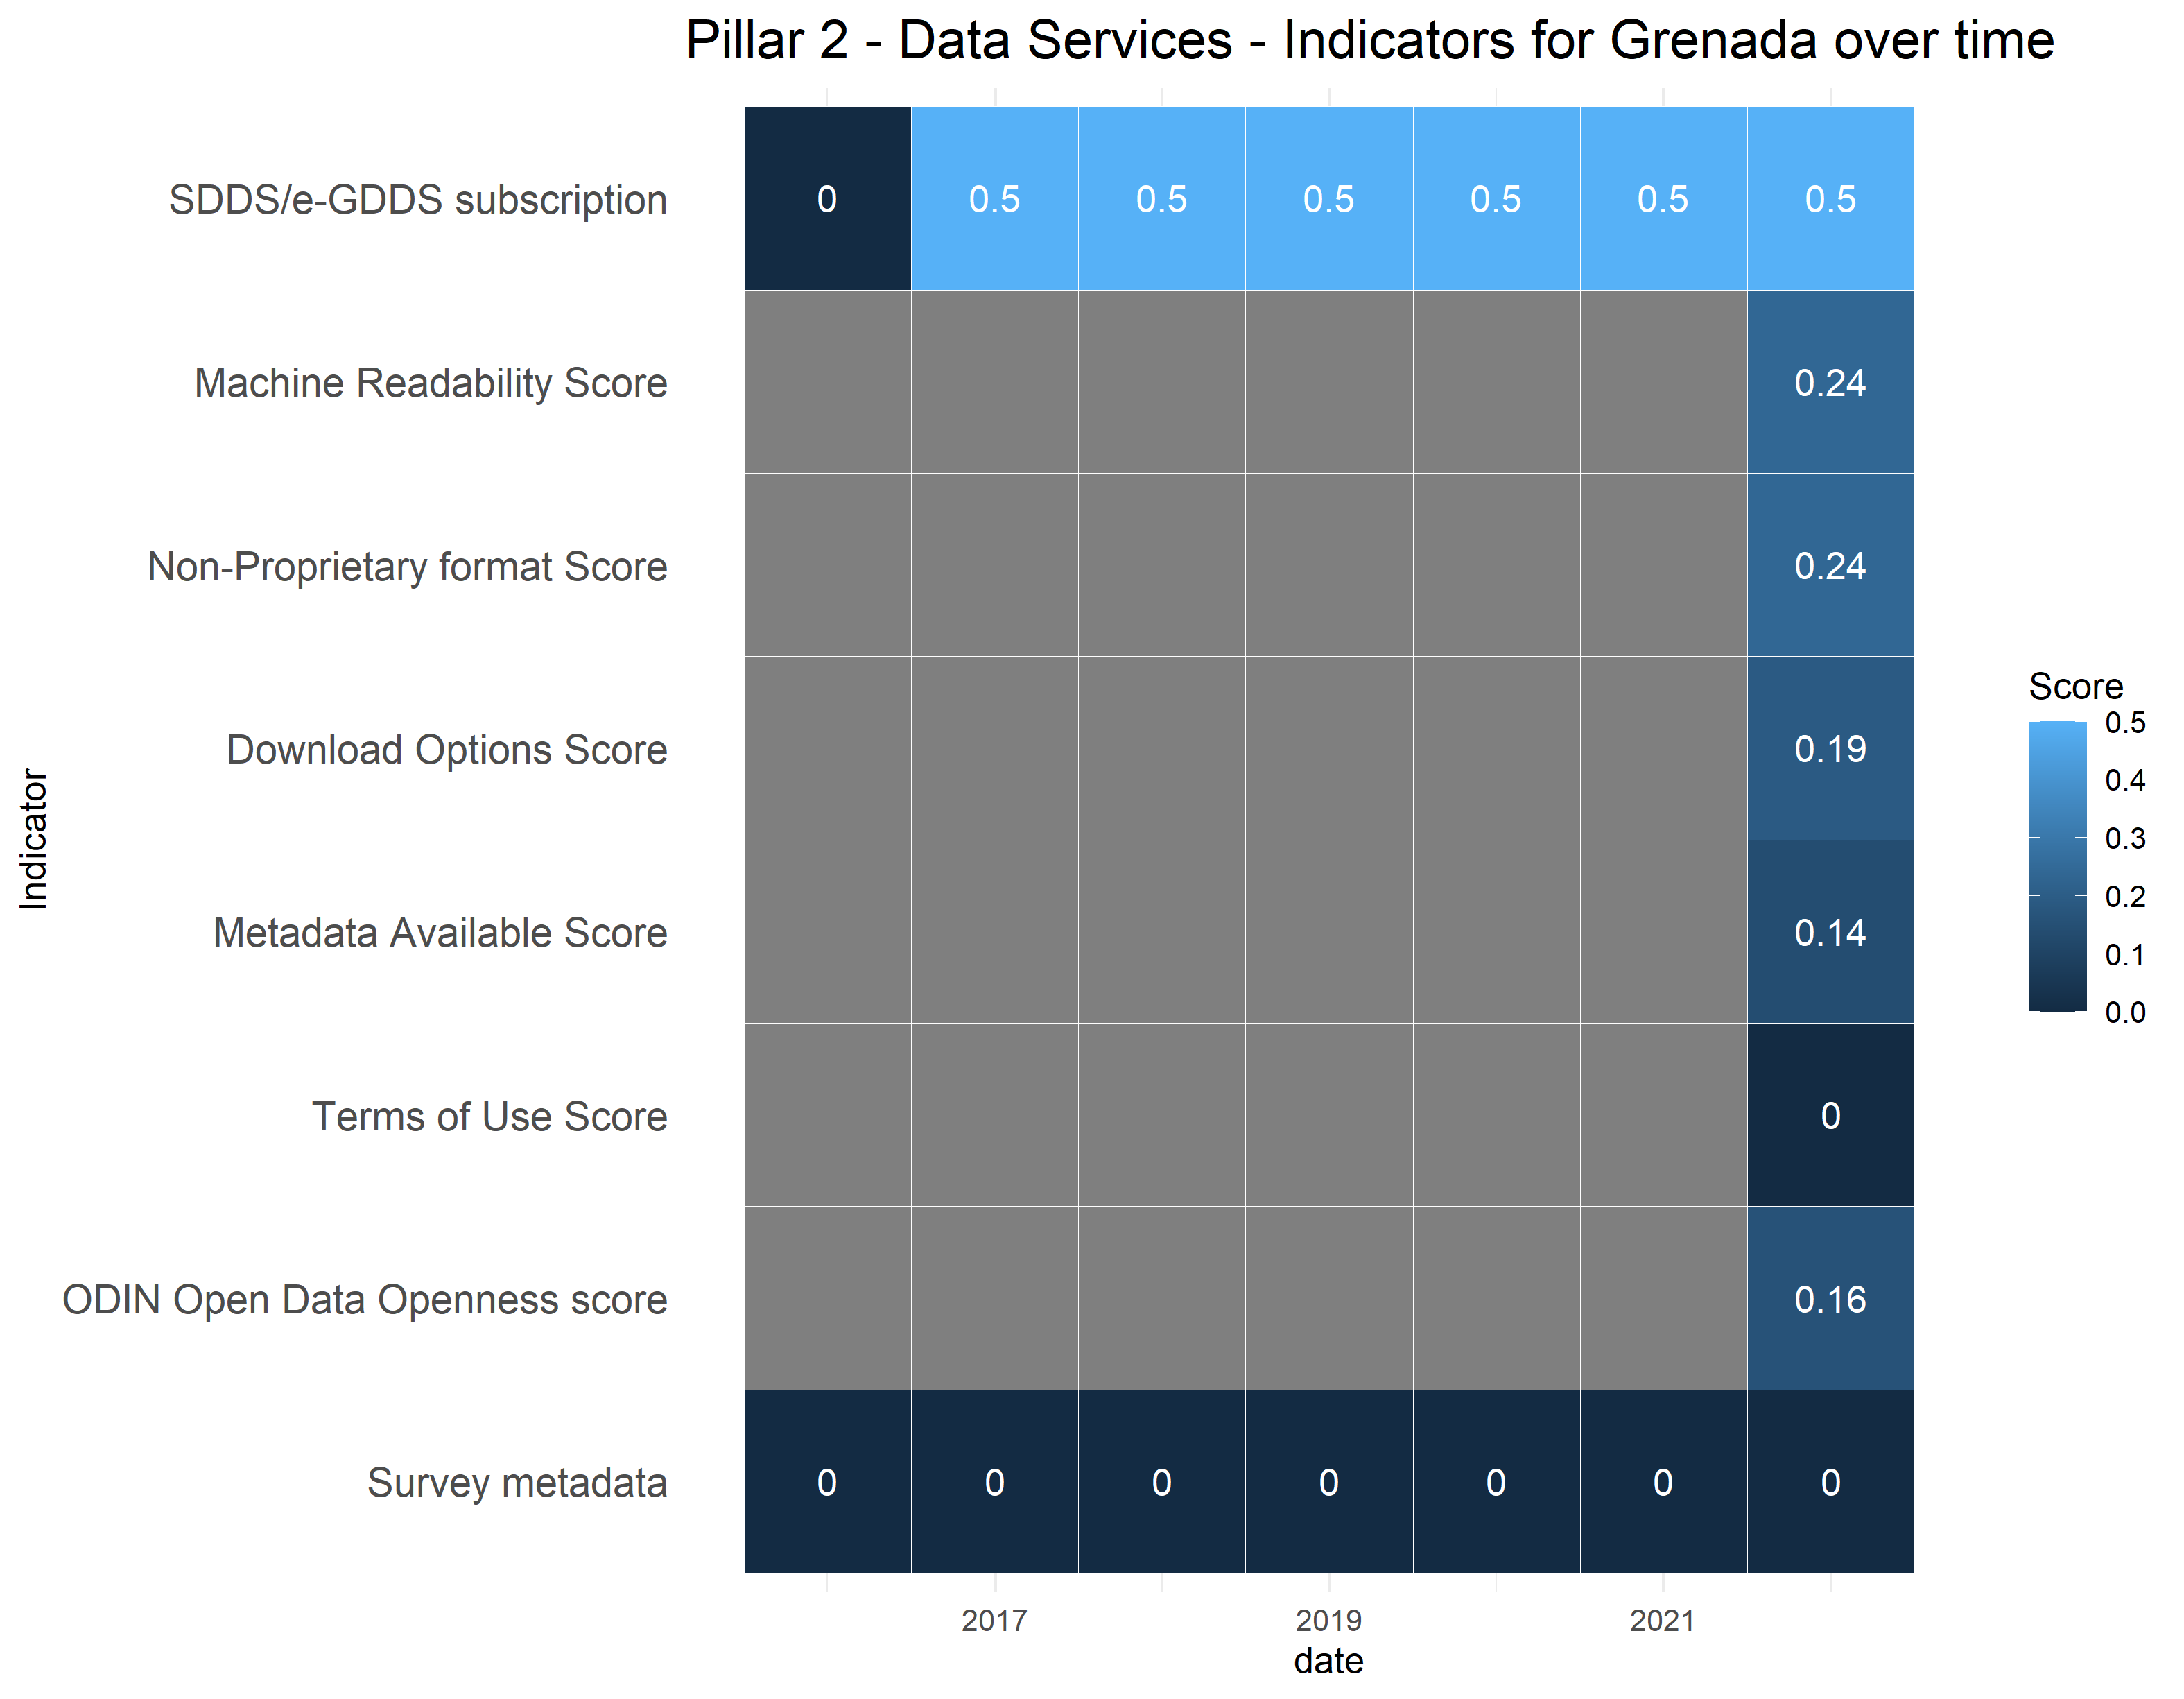 Pillar 2 - Data Services - Indicators for Grenada over time
SDDS/e-GDDS subscription 0 0.5 0.5 0.5 0.5 0.5 0.5
Machine Readability Score 0.24
Non-Proprietary format Score 0.24
Download Options Score 0.19
Metadata Available Score 0.14
Terms of Use Score 0
ODIN Open Data Openness score 0.16
Survey metadata 0 0 0 0 0 0 0
Indicator
2017 2019 2021
date
Score
0.5
0.4
0.3
0.2
0.1
0.0